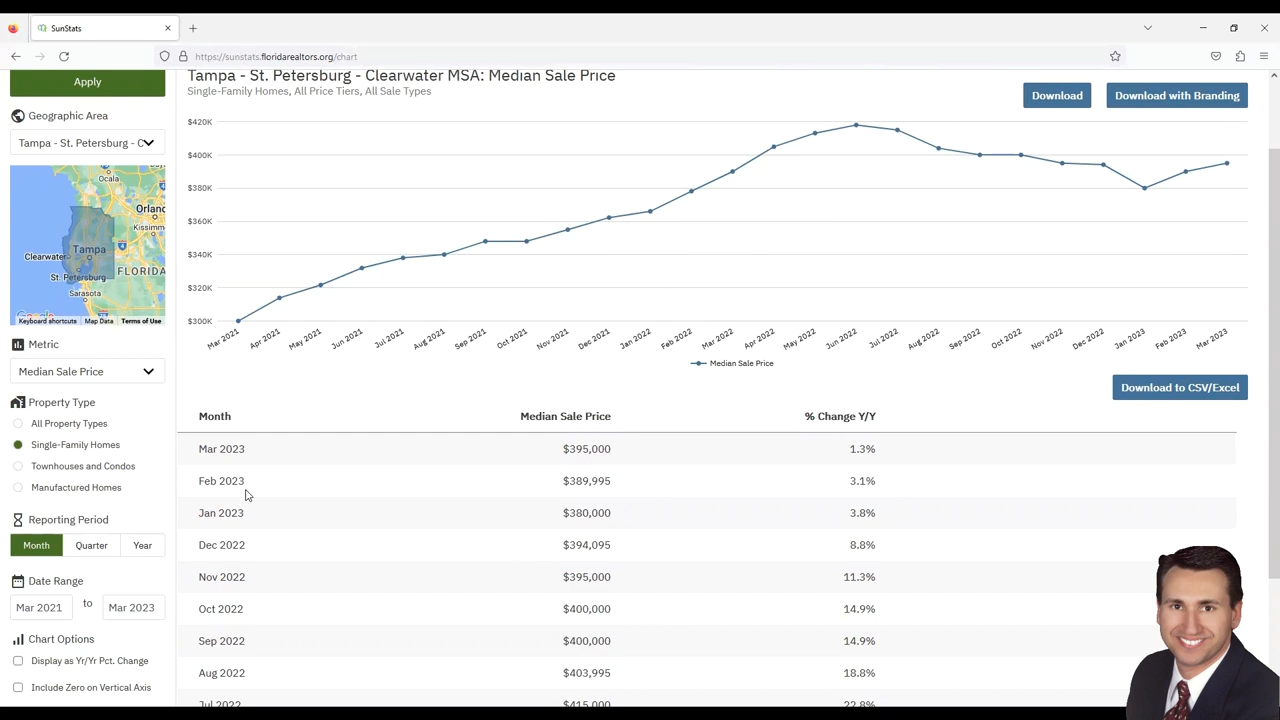 SunStats
https://sunstats.floridarealtors.org/chart
Apply
Geographic Area
Tampa - St. Petersburg - C
Ocala
Orlan
Kissimm
Tampa
Clearwater
St. Petersburg
FLORID
Sarasota
Google
Keyboard shortcuts Map Data Terms of Use
Metric
Median Sale Price
Property Type
All Property Types
Single-Family Homes
Townhouses and Condos
Manufactured Homes
Reporting Period
Month Quarter Year
Date Range
Mar 2021 to Mar 2023
Chart Options
Display as Yr/Yr Pct. Change
Include Zero on Vertical Axis
Tampa - St. Petersburg - Clearwater MSA: Median Sale Price
Single-Family Homes, All Price Tiers, All Sale Types
Download Download with Branding
$420K
$400K
$380K
$360K
$340K
$320K
$300K
Mar 2021 Apr 2021 May 2021 Jun 2021 Jul 2021 Aug 2021 Sep 2021 Oct 2021 Nov 2021 Dec 2021 Jan 2022 Feb 2022 Mar 2022 Apr 2022 May 2022 Jun 2022 Jul 2022 Aug 2022 Sep 2022 Oct 2022 Nov 2022 Dec 2022 Jan 2023 Feb 2023 Mar 2023
Median Sale Price
Download to CSV/Excel
Month Median Sale Price % Change Y/Y
Mar 2023 $395,000 1.3%
Feb 2023 $389,995 3.1%
Jan 2023 $380,000 3.8%
Dec 2022 $394,095 8.8%
Nov 2022 $395,000 11.3%
Oct 2022 $400,000 14.9%
Sep 2022 $400,000 14.9%
Aug 2022 $403,995 18.8%
Jul 2022 $415,000 22.8%